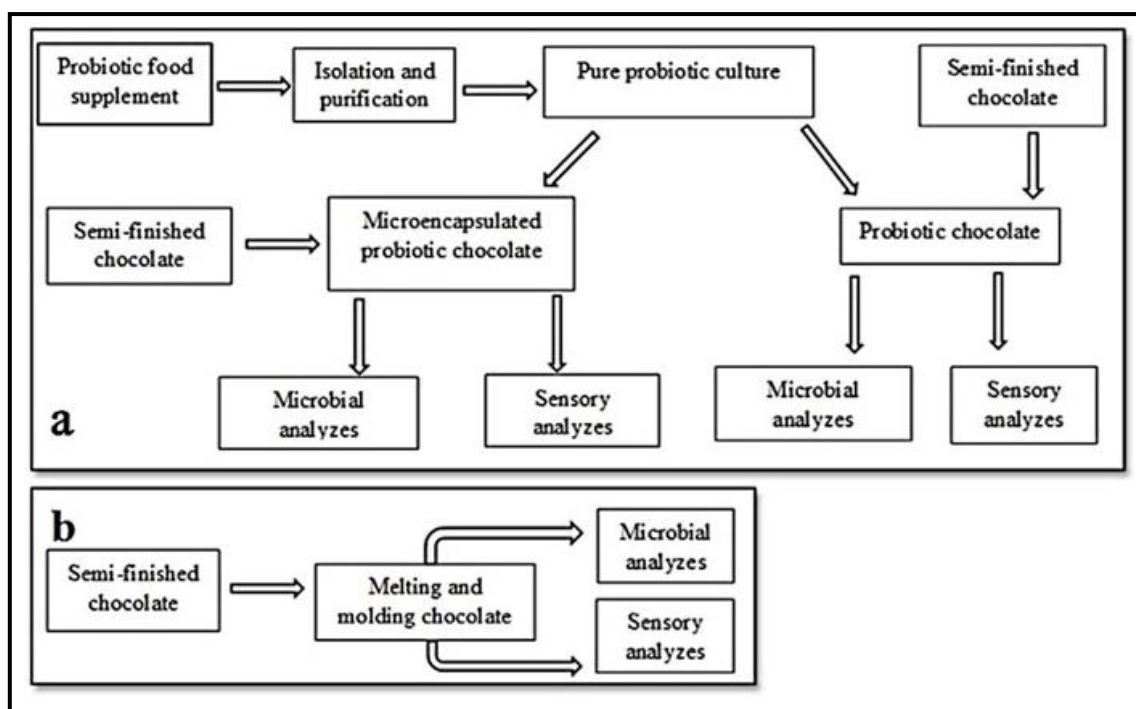 Probiotic food
supplement
Isolation and
purification
Pure probiotic culture
Semi-finished
chocolate
Semi-finished
chocolate
Microencapsulated
probiotic chocolate
Probiotic chocolate
Microbial
analyzes
Sensory
analyzes
Microbial
analyzes
Sensory
analyzes
a
b
Semi-finished
chocolate
Melting and
molding chocolate
Microbial
analyzes
Sensory
analyzes